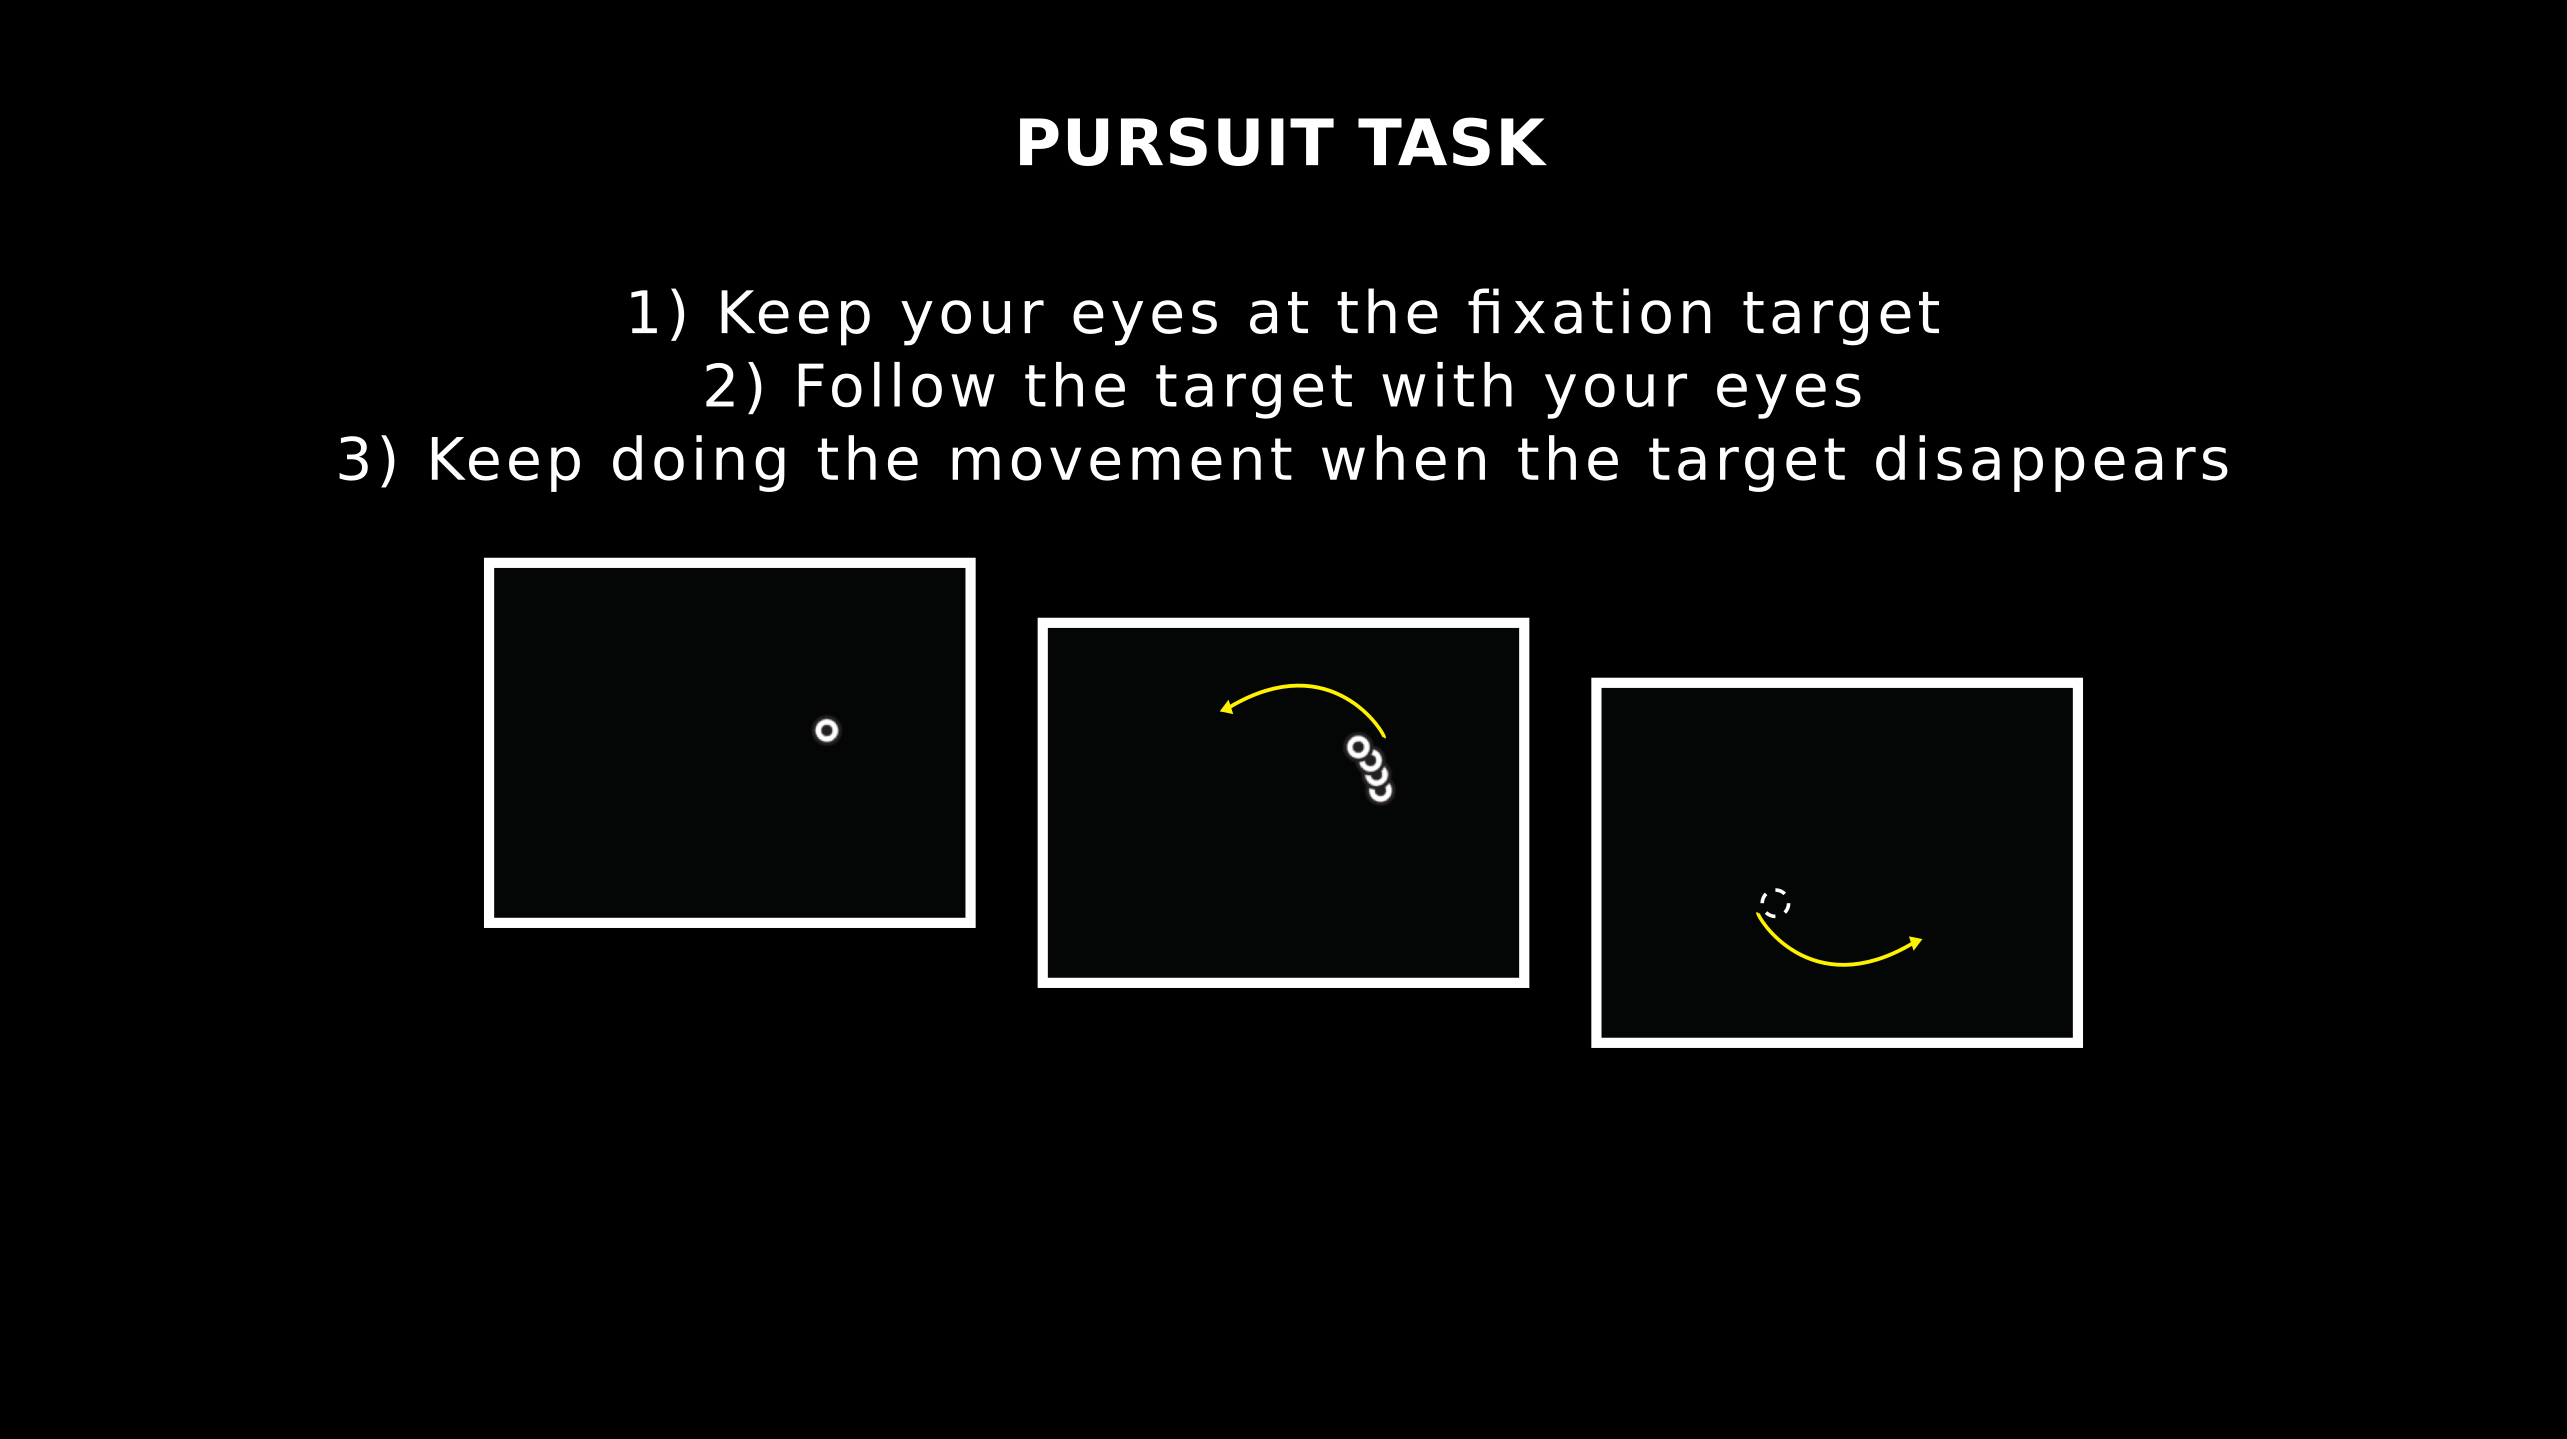 PURSUIT TASK
1) Keep your eyes at the fixation target
2) Follow the target with your eyes
3) Keep doing the movement when the target disappears